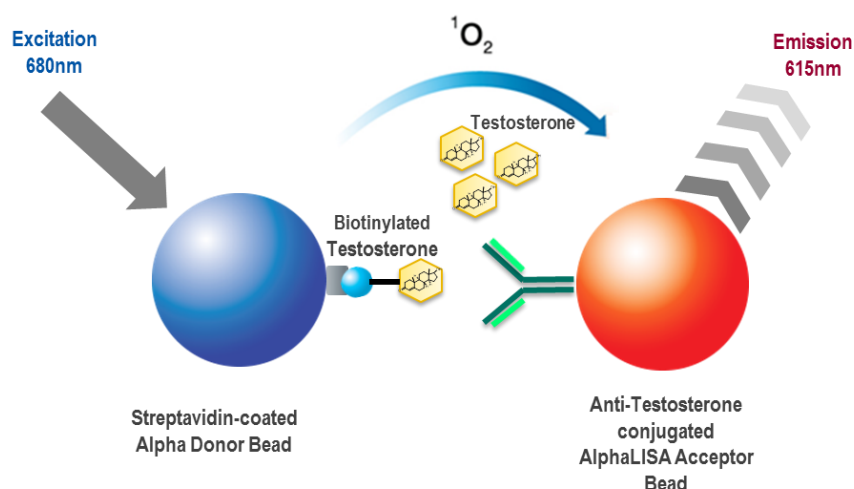 Excitation
680nm
¹O₂
Emission
615nm
Testosterone
Biotinylated
Testosterone
Streptavidin-coated
Alpha Donor Bead
Anti-Testosterone
conjugated
AlphaLISA Acceptor
Bead